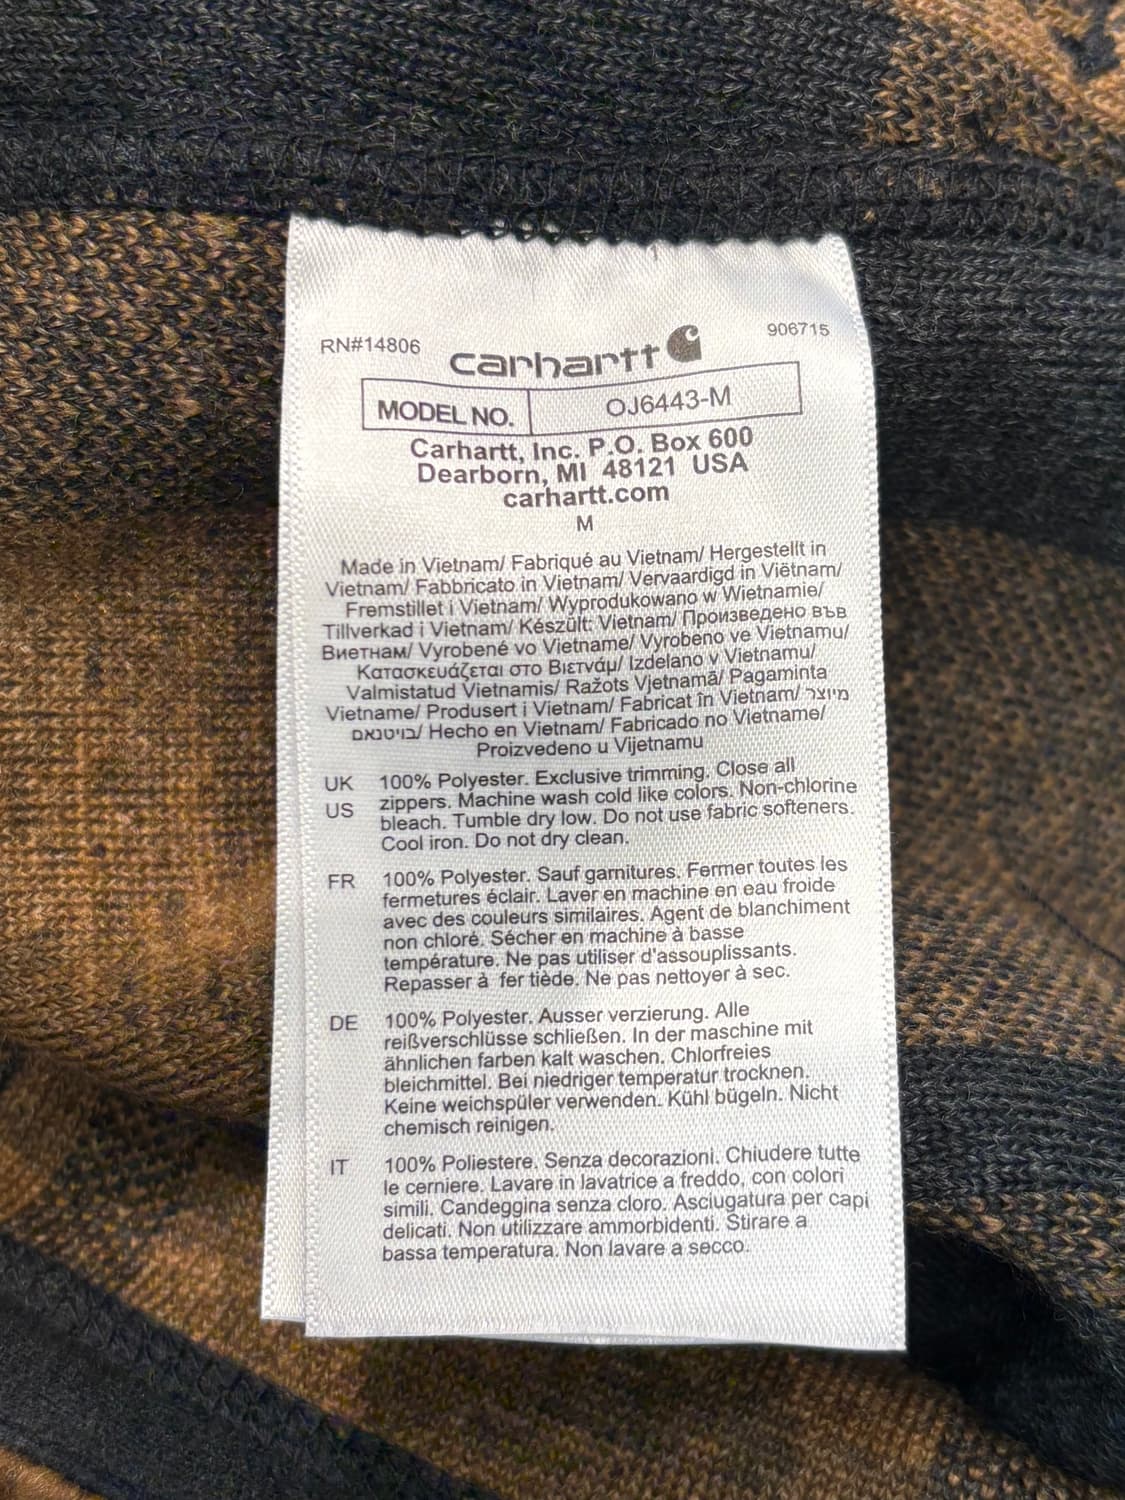 RN#14806
carhartt
906715
MODEL NO. OJ6443-M
Carhartt, Inc. P.O. Box 600
Dearborn, MI 48121 USA
carhartt.com
M
Made in Vietnam/ Fabriqué au Vietnam/ Hergestellt in
Vietnam/ Fabbricato in Vietnam/ Vervaardigd in Viëtnam/
Fremstillet i Vietnam/ Wyprodukowano w Wietnamie/
Tillverkad i Vietnam/ Készült: Vietnam/ Произведено във
Виетнам/ Vyrobené vo Vietname/ Vyrobeno ve Vietnamu/
Κατασκευάζεται στο Βιετνάμ/ Izdelano v Vietnamu/
Valmistatud Vietnamis/ Ražots Vjetnamā/ Pagaminta
Vietname/ Produsert i Vietnam/ Fabricat în Vietnam/ מיוצר
בוייטנאם/ Hecho en Vietnam/ Fabricado no Vietname/
Proizvedeno u Vijetnamu
UK US 100% Polyester. Exclusive trimming. Close all
zippers. Machine wash cold like colors. Non-chlorine
bleach. Tumble dry low. Do not use fabric softeners.
Cool iron. Do not dry clean.
FR 100% Polyester. Sauf garnitures. Fermer toutes les
fermetures éclair. Laver en machine en eau froide
avec des couleurs similaires. Agent de blanchiment
non chloré. Sécher en machine à basse
température. Ne pas utiliser d'assouplissants.
Repasser à fer tiède. Ne pas nettoyer à sec.
DE 100% Polyester. Ausser verzierung. Alle
reißverschlüsse schließen. In der maschine mit
ähnlichen farben kalt waschen. Chlorfreies
bleichmittel. Bei niedriger temperatur trocknen.
Keine weichspüler verwenden. Kühl bügeln. Nicht
chemisch reinigen.
IT 100% Poliestere. Senza decorazioni. Chiudere tutte
le cerniere. Lavare in lavatrice a freddo, con colori
simili. Candeggina senza cloro. Asciugatura per capi
delicati. Non utilizzare ammorbidenti. Stirare a
bassa temperatura. Non lavare a secco.